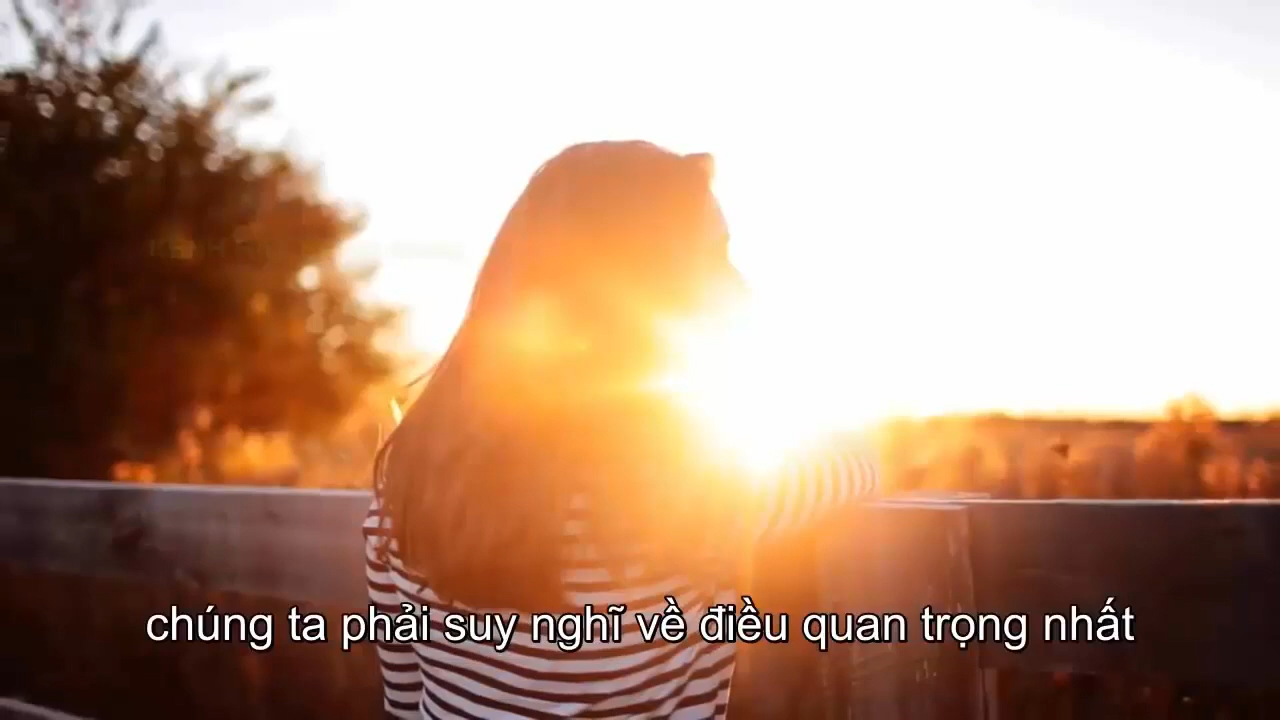 chúng ta phải suy nghĩ về điều quan trọng nhất